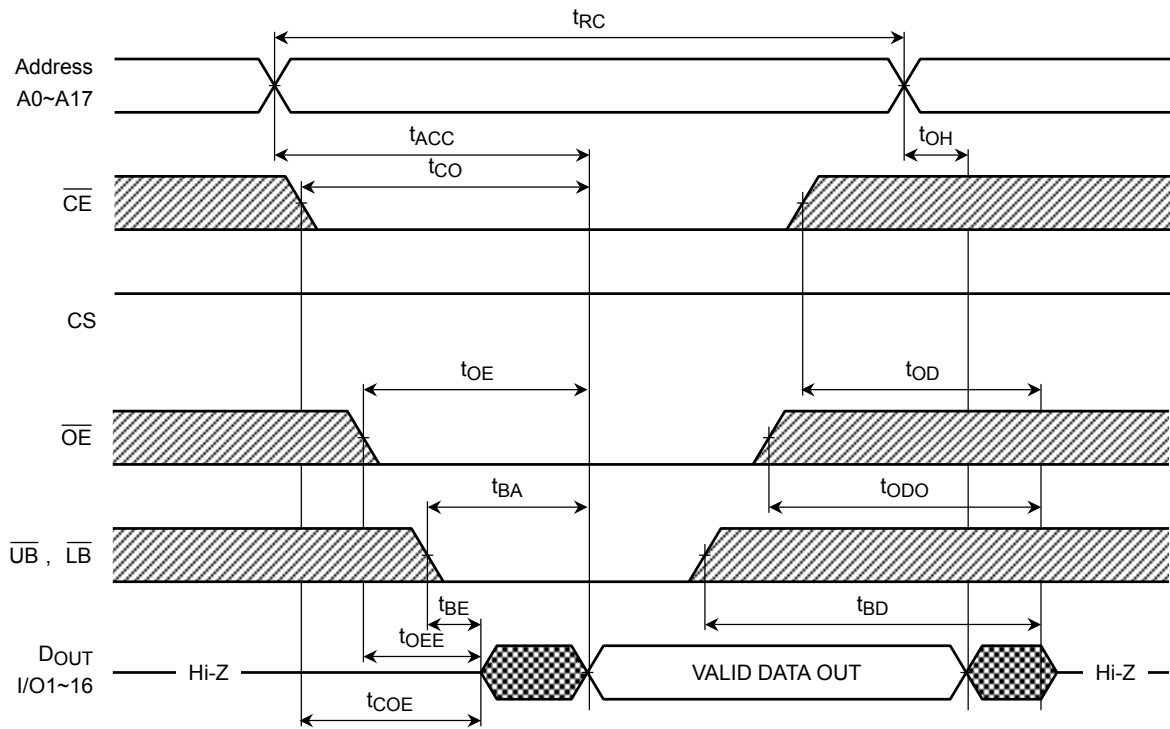 tRC
Address
A0~A17
tACC
tOH
tCO
CE
CS
tOE
tOD
OE
tBA
tODO
UB , LB
tBE
tBD
tOEE
DOUT
I/O1~16
Hi-Z
VALID DATA OUT
Hi-Z
tCOE